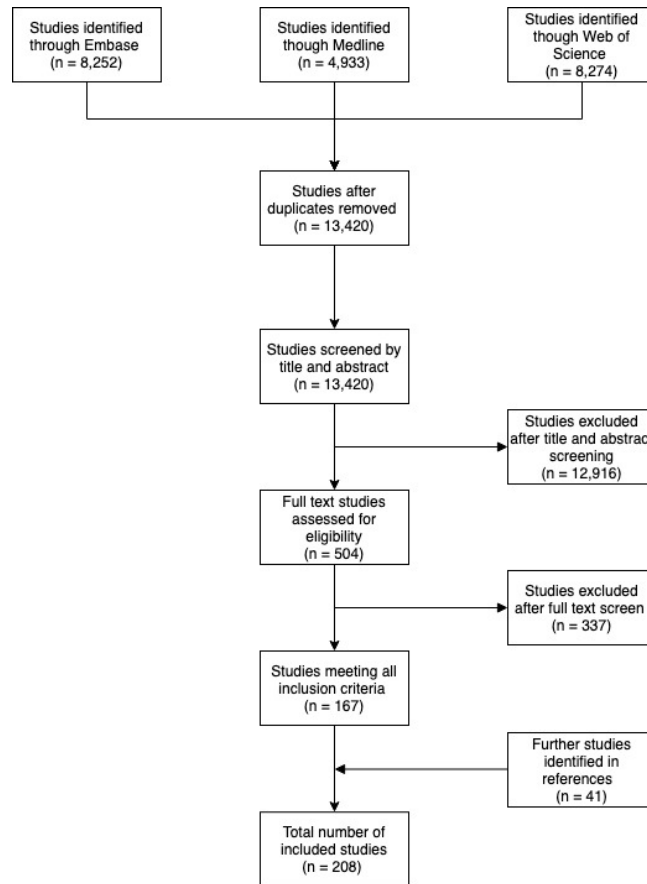 Studies identified
through Embase
(n = 8,252)
Studies identified
though Medline
(n = 4,933)
Studies identified
though Web of
Science
(n = 8,274)
Studies after
duplicates removed
(n = 13,420)
Studies screened by
title and abstract
(n = 13,420)
Studies excluded
after title and abstract
screening
(n = 12,916)
Full text studies
assessed for
eligibility
(n = 504)
Studies excluded
after full text screen
(n = 337)
Studies meeting all
inclusion criteria
(n = 167)
Further studies
identified in
references
(n = 41)
Total number of
included studies
(n = 208)